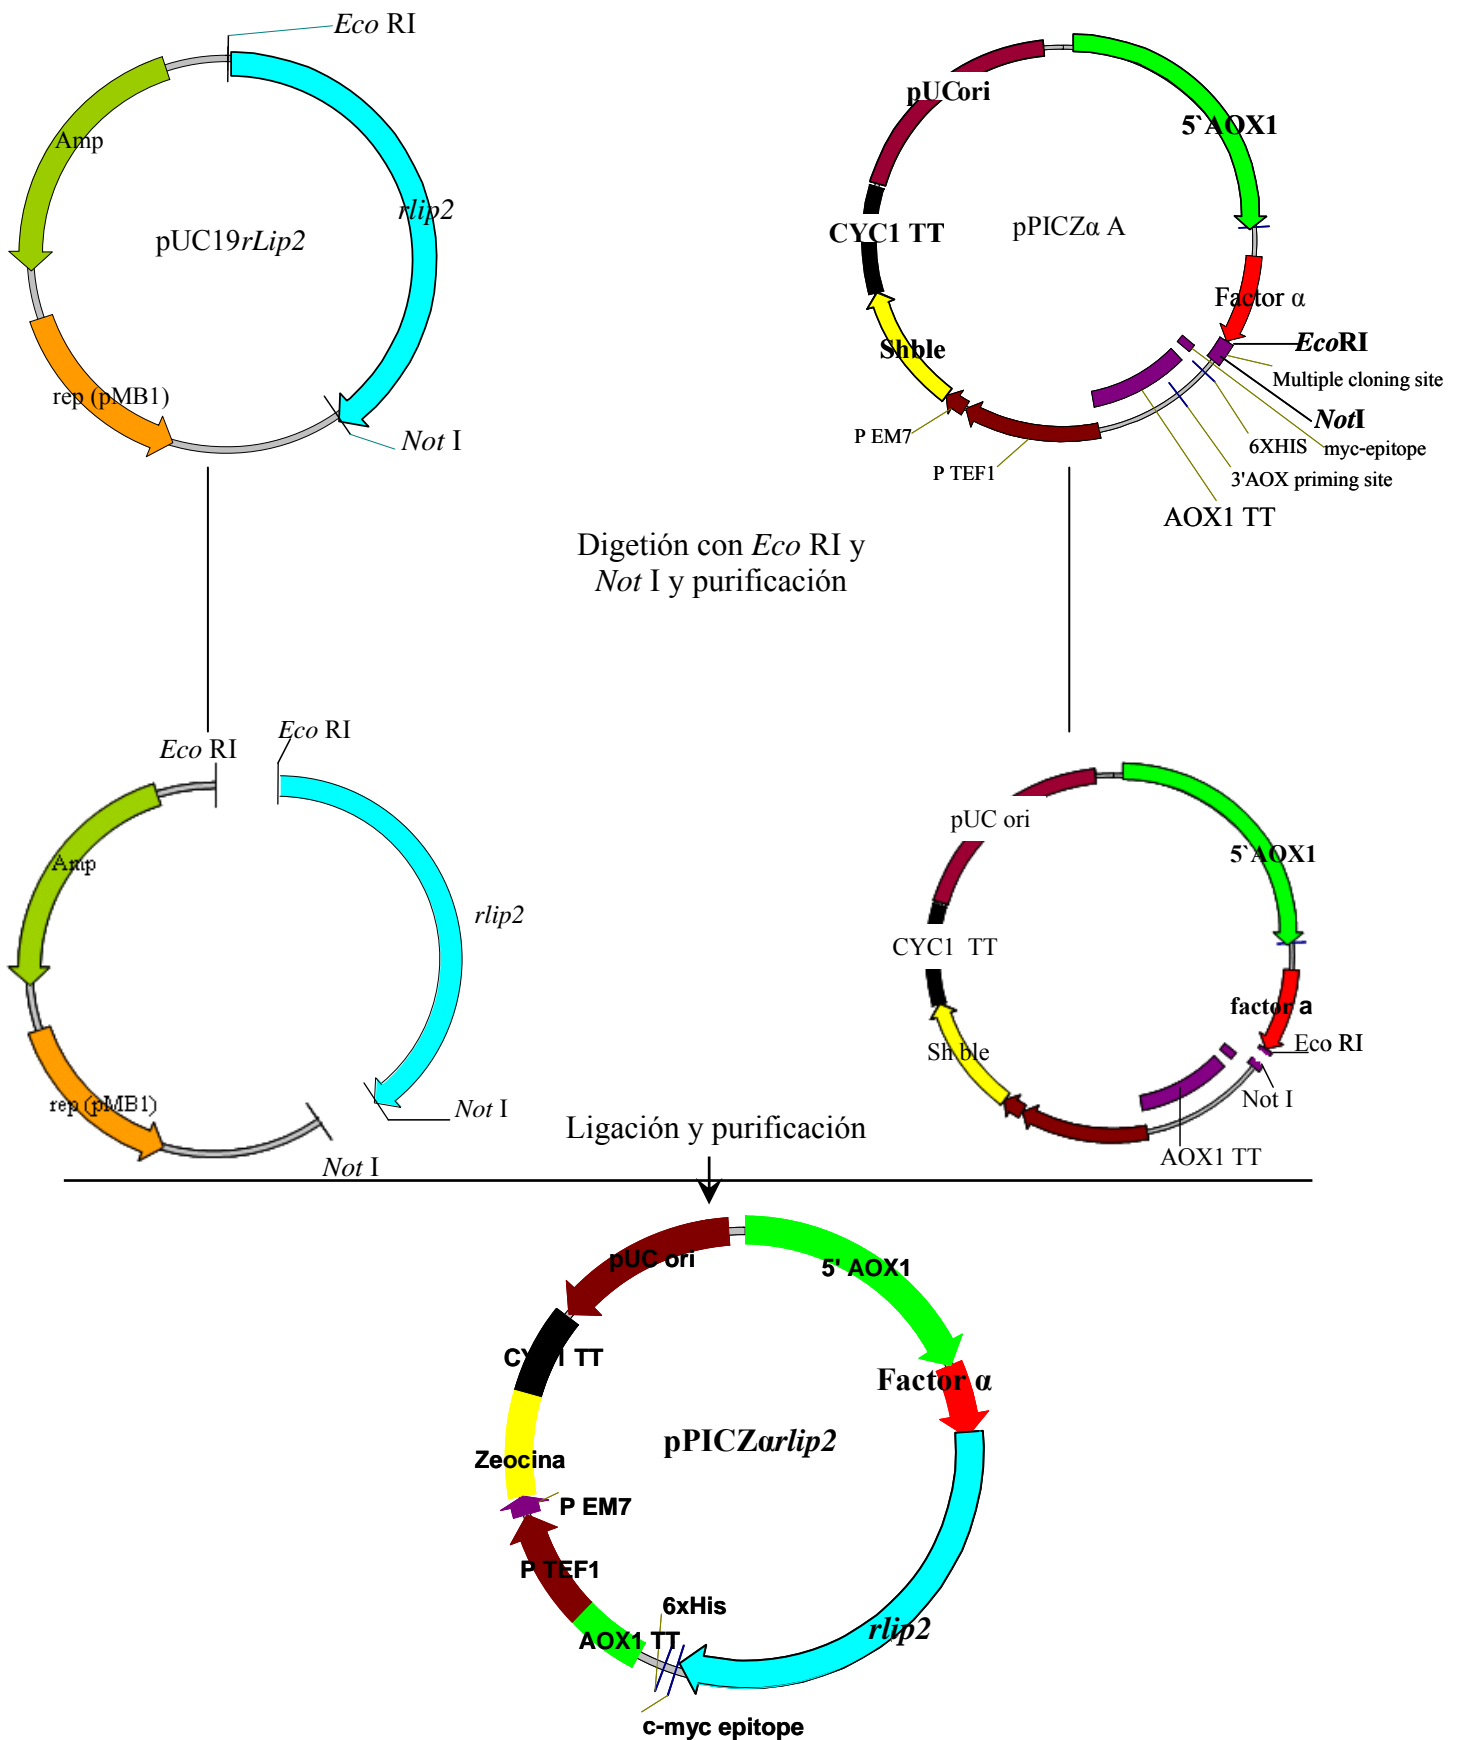 Eco RI
Amp
rlip2
pUC19rLip2
rep (pMB1)
Not I
pUCori
5`AOX1
CYC1 TT
pPICZα A
Factor α
Shble
EcoRI
Multiple cloning site
NotI
P EM7
6XHIS
myc-epitope
P TEF1
3'AOX priming site
AOX1 TT
Digetión con Eco RI y
Not I y purificación
Eco RI
Eco RI
Amp
rlip2
rep (pMB1)
Not I
Not I
pUC ori
5`AOX1
CYC1 TT
factor a
Eco RI
Sh ble
Not I
AOX1 TT
Ligación y purificación
pUC ori
5' AOX1
CYC1 TT
Factor α
pPICZαrlip2
Zeocina
P EM7
P TEF1
6xHis
rlip2
AOX1 TT
c-myc epitope